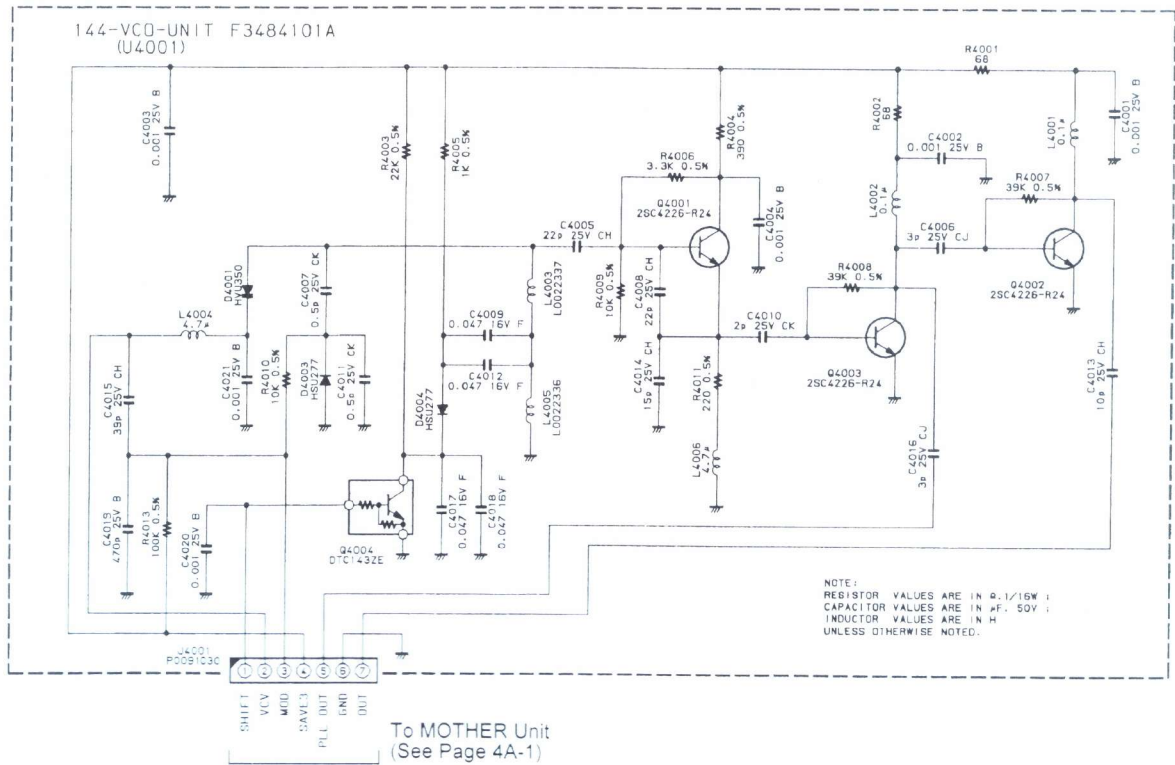 144-VCO-UNIT F3484101A
(U4001)
C4003
0.001 25V B
R4003
22K 0.5%
R4005
1K 0.5%
R4004
390 0.5%
R4006
3.3K 0.5%
R4001
68
R4002
68
C4002
0.001 25V B
L4001
0.1μ
C4001
0.001 25V B
R4007
39K 0.5%
L4002
0.1μ
Q4001
2SC4226-R24
C4004
0.001 25V B
C4005
22p 25V CH
C4006
3p 25V CJ
D4001
HVU350
C4007
0.5p 25V CK
L4003
L0022337
R4009
10K 0.5%
C4008
22p 25V CH
R4008
39K 0.5%
Q4002
2SC4226-R24
L4004
4.7μ
C4009
0.047 16V F
C4010
2p 25V CK
C4015
39p 25V CH
C4021
0.001 25V B
R4010
10K 0.5%
D4003
HSU277
C4011
0.5p 25V CK
C4012
0.047 16V F
D4004
HSU277
L4005
L0022336
C4014
15p 25V CH
R4011
220 0.5%
Q4003
2SC4226-R24
C4013
10p 25V CH
L4006
4.7μ
C4016
3p 25V CJ
C4019
470p 25V B
R4013
100K 0.5%
C4020
0.001 25V B
Q4004
DTC143ZE
C4017
0.047 16V F
C4018
0.047 16V F
NOTE:
RESISTOR VALUES ARE IN Ω.1/16W ;
CAPACITOR VALUES ARE IN μF. 50V ;
INDUCTOR VALUES ARE IN H
UNLESS OTHERWISE NOTED.
J4001
P0091030
1 2 3 4 5 6 7
SHIFT
VCV
MOD
SAVE3
PLL OUT
GND
OUT
To MOTHER Unit
(See Page 4A-1)